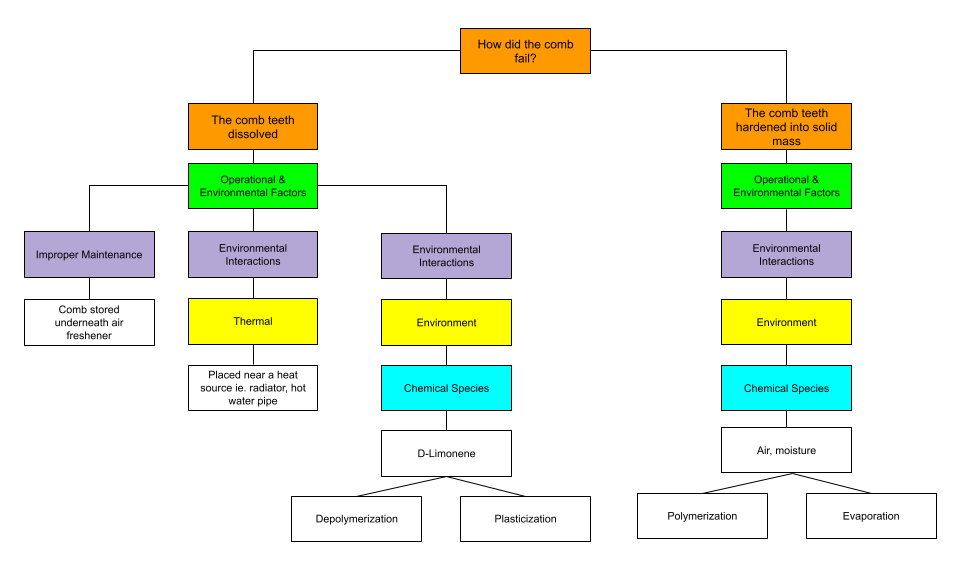 How did the comb
fail?
The comb teeth
dissolved
The comb teeth
hardened into solid
mass
Operational &
Environmental Factors
Operational &
Environmental Factors
Improper Maintenance
Environmental
Interactions
Environmental
Interactions
Environmental
Interactions
Comb stored
underneath air
freshener
Thermal
Environment
Environment
Placed near a heat
source ie. radiator, hot
water pipe
Chemical Species
Chemical Species
D-Limonene
Air, moisture
Depolymerization
Plasticization
Polymerization
Evaporation